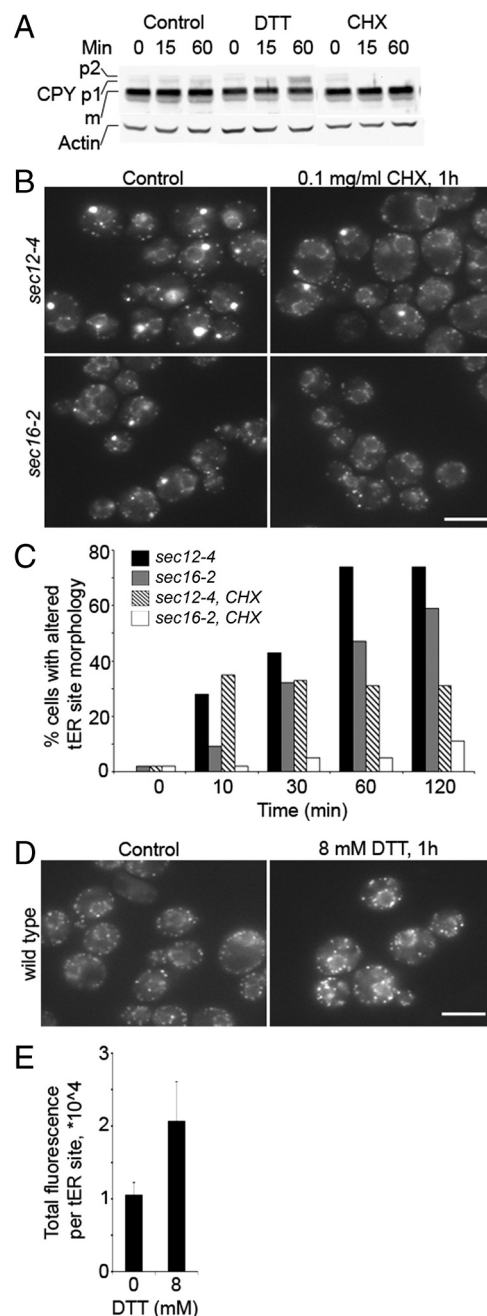 A
Control DTT CHX
Min 0 15 60 0 15 60 0 15 60
p2
CPY p1
m
Actin
B
Control 0.1 mg/ml CHX, 1h
sec12-4
sec16-2
C
% cells with altered
tER site morphology
80
60
40
20
0
sec12-4
sec16-2
sec12-4, CHX
sec16-2, CHX
0 10 30 60 120
Time (min)
D
Control 8 mM DTT, 1h
wild type
E
Total fluorescence
per tER site, *10^4
3
2
1
0
0 8
DTT (mM)